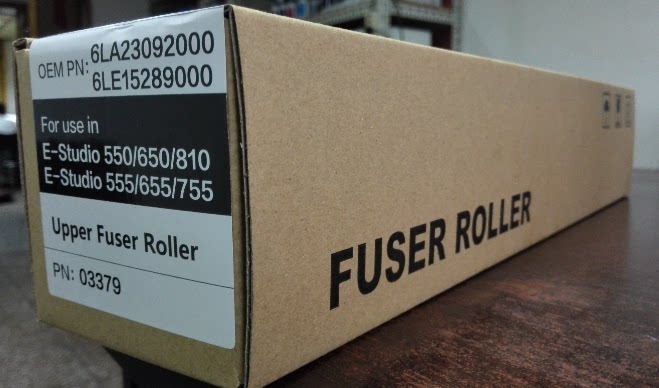 OEM PN: 6LA23092000
6LE15289000
For use in
E-Studio 550/650/810
E-Studio 555/655/755
Upper Fuser Roller
PN: 03379
FUSER ROLLER